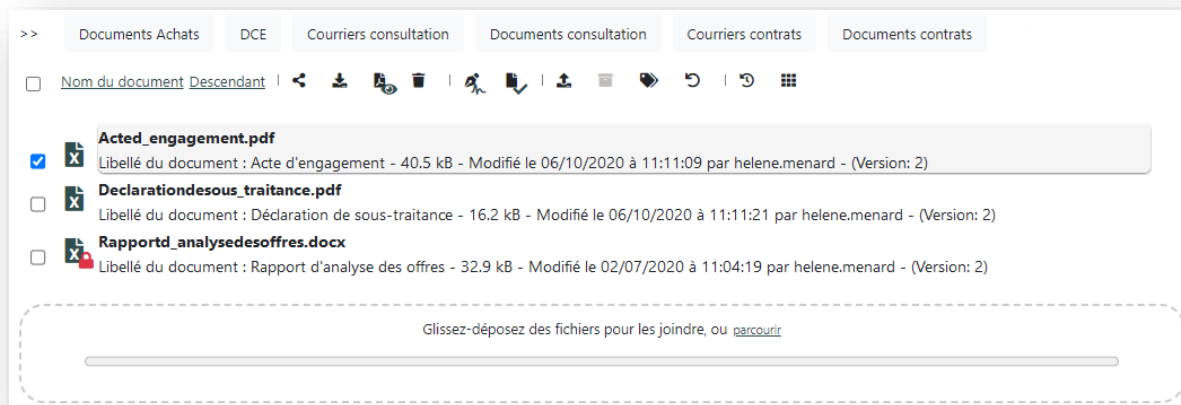 >> Documents Achats DCE Courriers consultation Documents consultation Courriers contrats Documents contrats
Nom du document Descendant
Acted_engagement.pdf
Libellé du document : Acte d'engagement - 40.5 kB - Modifié le 06/10/2020 à 11:11:09 par helene.menard - (Version: 2)
Declarationdesous_traitance.pdf
Libellé du document : Déclaration de sous-traitance - 16.2 kB - Modifié le 06/10/2020 à 11:11:21 par helene.menard - (Version: 2)
Rapportd_analysedesoffres.docx
Libellé du document : Rapport d'analyse des offres - 32.9 kB - Modifié le 02/07/2020 à 11:04:19 par helene.menard - (Version: 2)
Glissez-déposez des fichiers pour les joindre, ou parcourir